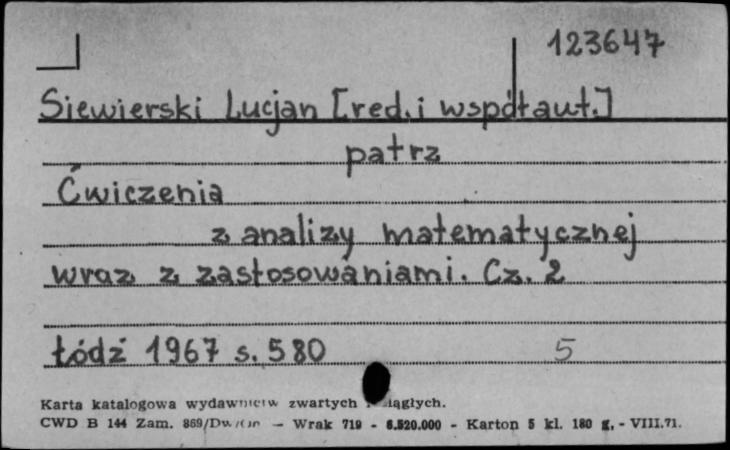 123647
Siewierski Lucjan [red. i współaut.]
patrz
Ćwiczenia
z analizy matematycznej
wraz z zastosowaniami. Cz. 2
Łódź 1967 s. 580 5
Karta katalogowa wydawnictw zwartych i ciągłych.
CWD B 144 Zam. 869/ — Wrak 719 - 6.520.000 - Karton 5 kl. 180 g. - VIII.71.